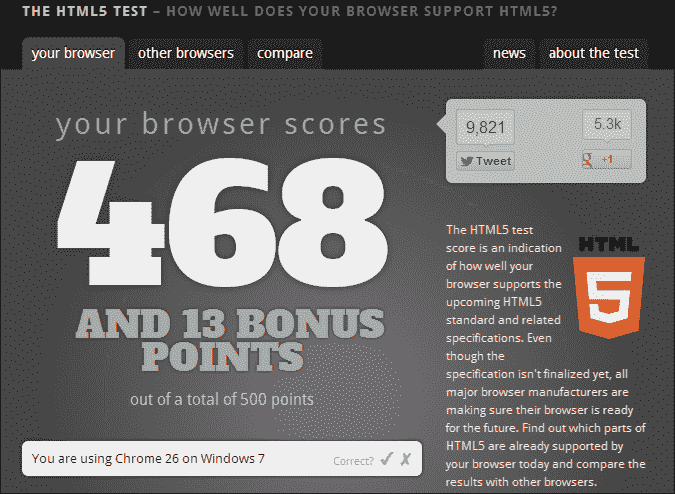 THE HTML5 TEST – HOW WELL DOES YOUR BROWSER SUPPORT HTML5?
your browser other browsers compare news about the test
your browser scores
468
AND 13 BONUS
POINTS
out of a total of 500 points
You are using Chrome 26 on Windows 7 Correct? ✔ ✘
9,821 5.3k
Tweet g +1
The HTML5 test
score is an indication
of how well your
browser supports the
upcoming HTML5
standard and related
specifications. Even
though the
specification isn't finalized yet, all
major browser manufacturers are
making sure their browser is ready
for the future. Find out which parts of
HTML5 are already supported by
your browser today and compare the
results with other browsers.
HTML
5